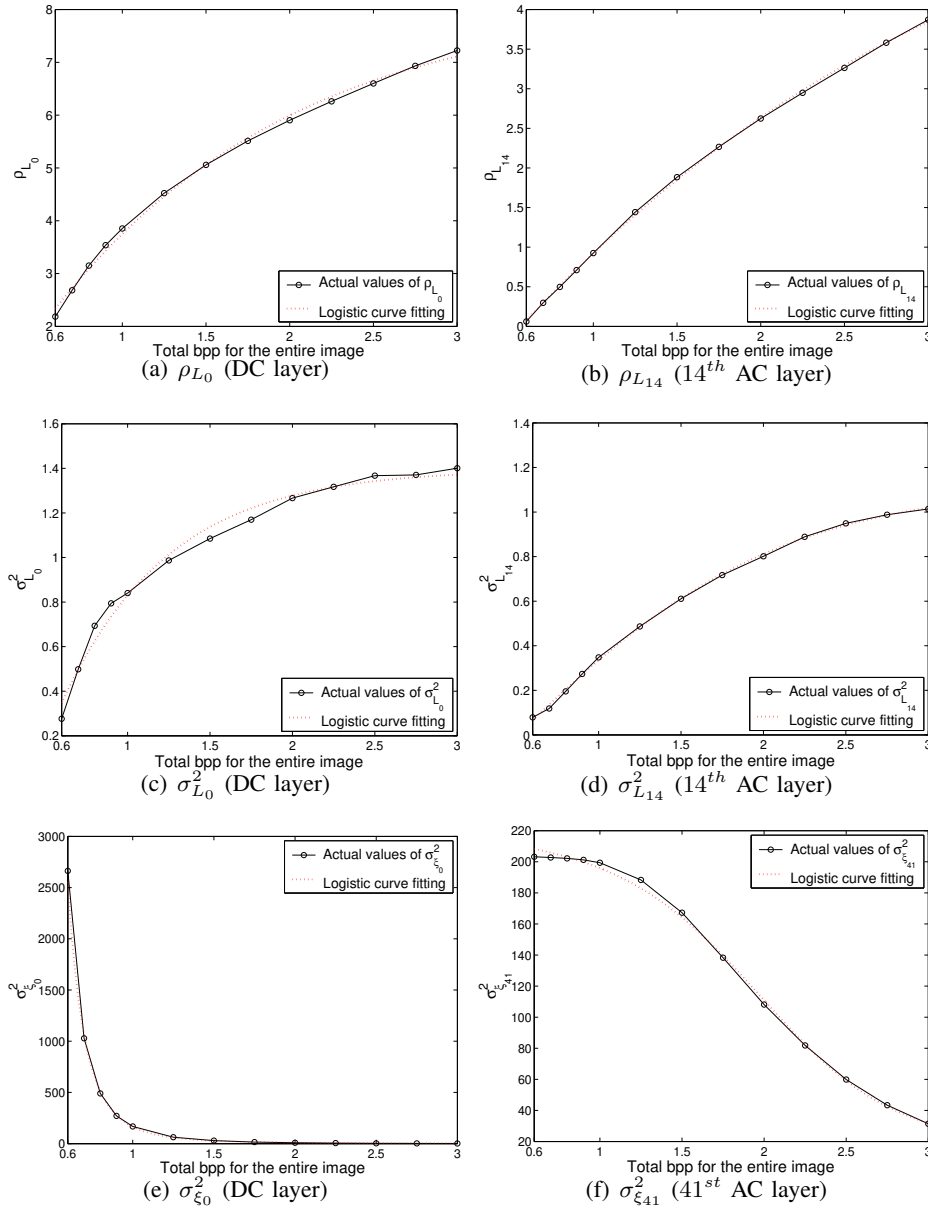 8
7
6
5
4
3
2
ρL0
0.6 1 1.5 2 2.5 3
Total bpp for the entire image
Actual values of ρL0
Logistic curve fitting
(a) ρL0 (DC layer)
4
3.5
3
2.5
2
1.5
1
0.5
0
ρL14
0.6 1 1.5 2 2.5 3
Total bpp for the entire image
Actual values of ρL14
Logistic curve fitting
(b) ρL14 (14th AC layer)
1.6
1.4
1.2
1
0.8
0.6
0.4
0.2
σ²L0
0.6 1 1.5 2 2.5 3
Total bpp for the entire image
Actual values of σ²L0
Logistic curve fitting
(c) σ²L0 (DC layer)
1.4
1.2
1
0.8
0.6
0.4
0.2
0
σ²L14
0.6 1 1.5 2 2.5 3
Total bpp for the entire image
Actual values of σ²L14
Logistic curve fitting
(d) σ²L14 (14th AC layer)
3000
2500
2000
1500
1000
500
0
σ²ξ0
0.6 1 1.5 2 2.5 3
Total bpp for the entire image
Actual values of σ²ξ0
Logistic curve fitting
(e) σ²ξ0 (DC layer)
220
200
180
160
140
120
100
80
60
40
20
σ²ξ41
0.6 1 1.5 2 2.5 3
Total bpp for the entire image
Actual values of σ²ξ41
Logistic curve fitting
(f) σ²ξ41 (41st AC layer)